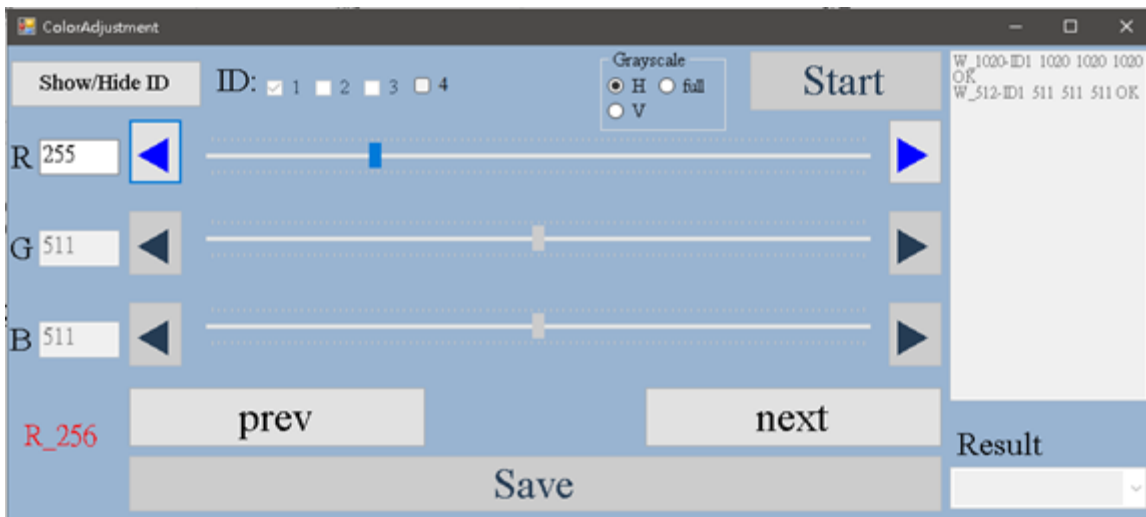 ColorAdjustment
Show/Hide ID
ID: 1 2 3 4
Grayscale
H full
V
Start
W_1020-ID1 1020 1020 1020
OK
W_512-ID1 511 511 511 OK
R 255
G 511
B 511
R_256
prev
next
Save
Result